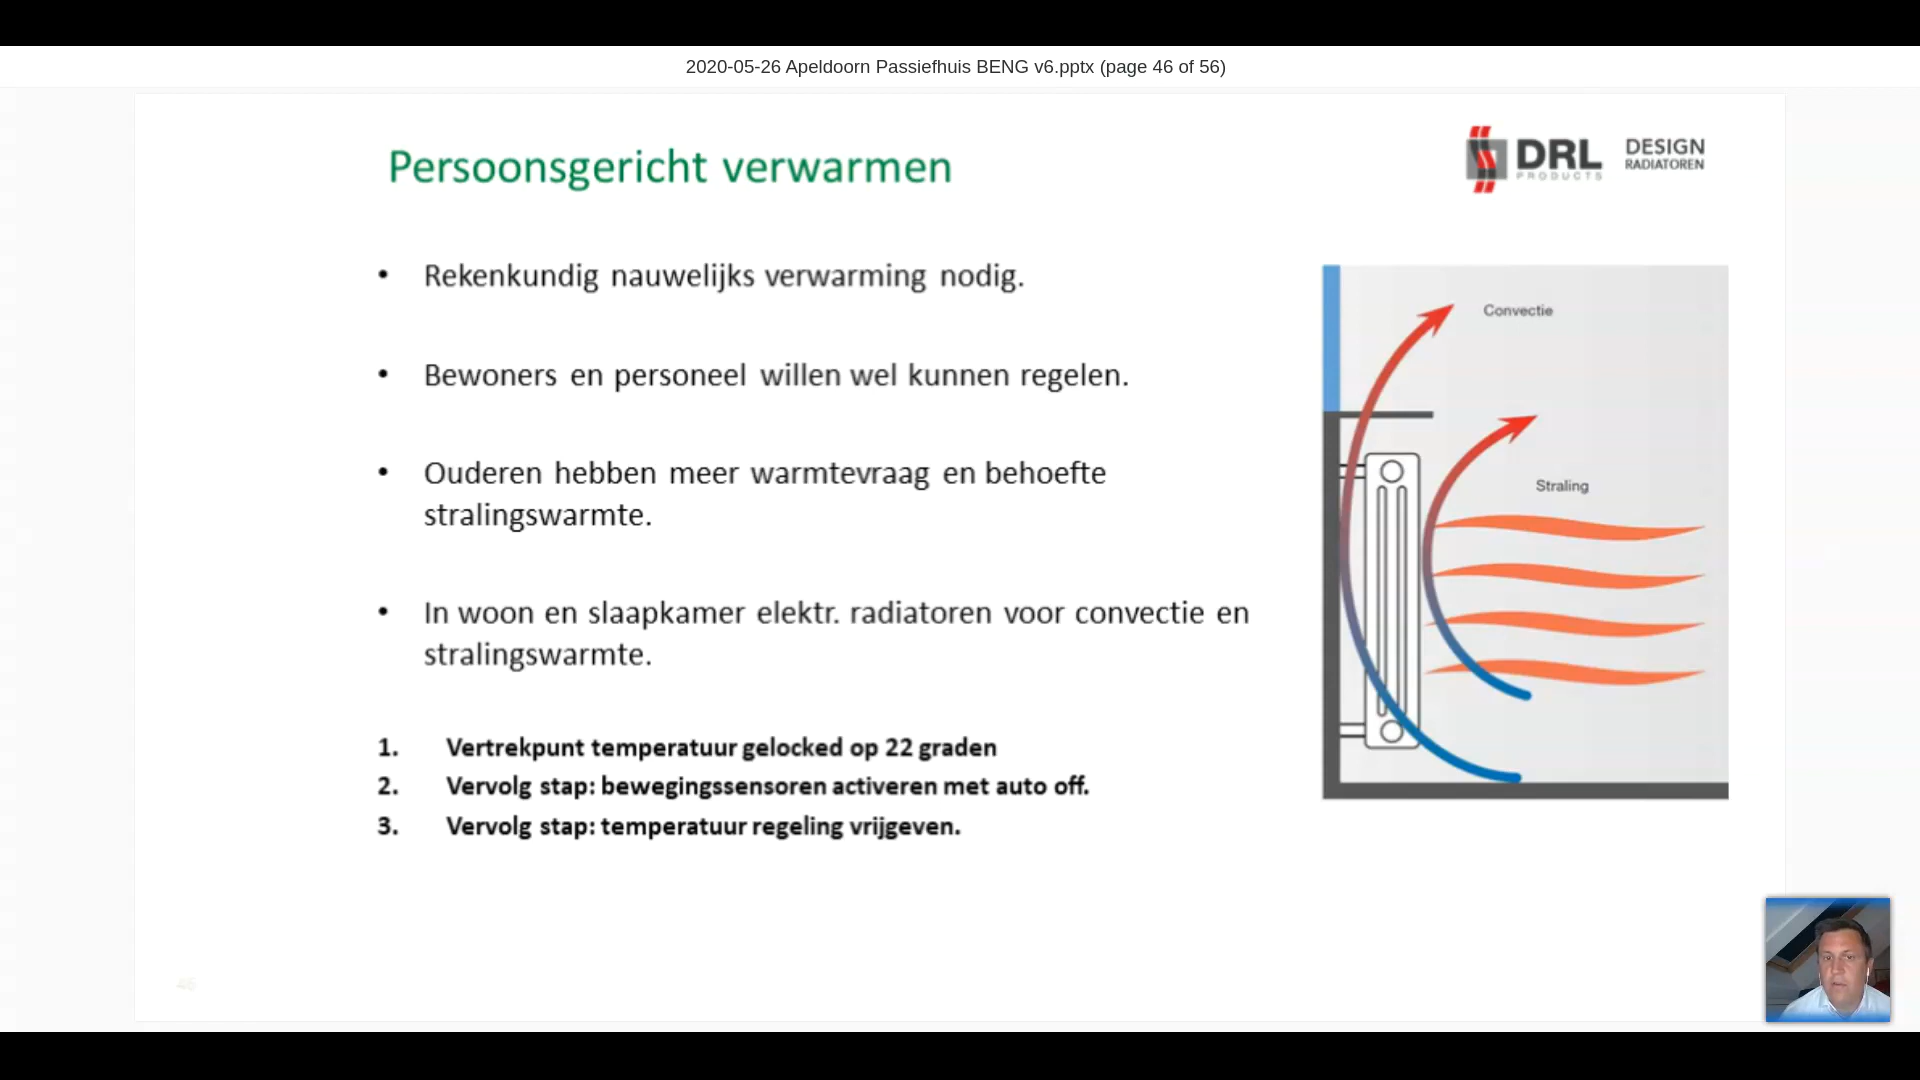 2020-05-26 Apeldoorn Passiefhuis BENG v6.pptx (page 46 of 56)
Persoonsgericht verwarmen
DRL
PRODUCTS
DESIGN
RADIATOREN
• Rekenkundig nauwelijks verwarming nodig.
• Bewoners en personeel willen wel kunnen regelen.
• Ouderen hebben meer warmtevraag en behoefte
stralingswarmte.
• In woon en slaapkamer elektr. radiatoren voor convectie en
stralingswarmte.
1. Vertrekpunt temperatuur gelocked op 22 graden
2. Vervolg stap: bewegingssensoren activeren met auto off.
3. Vervolg stap: temperatuur regeling vrijgeven.
Convectie
Straling
46